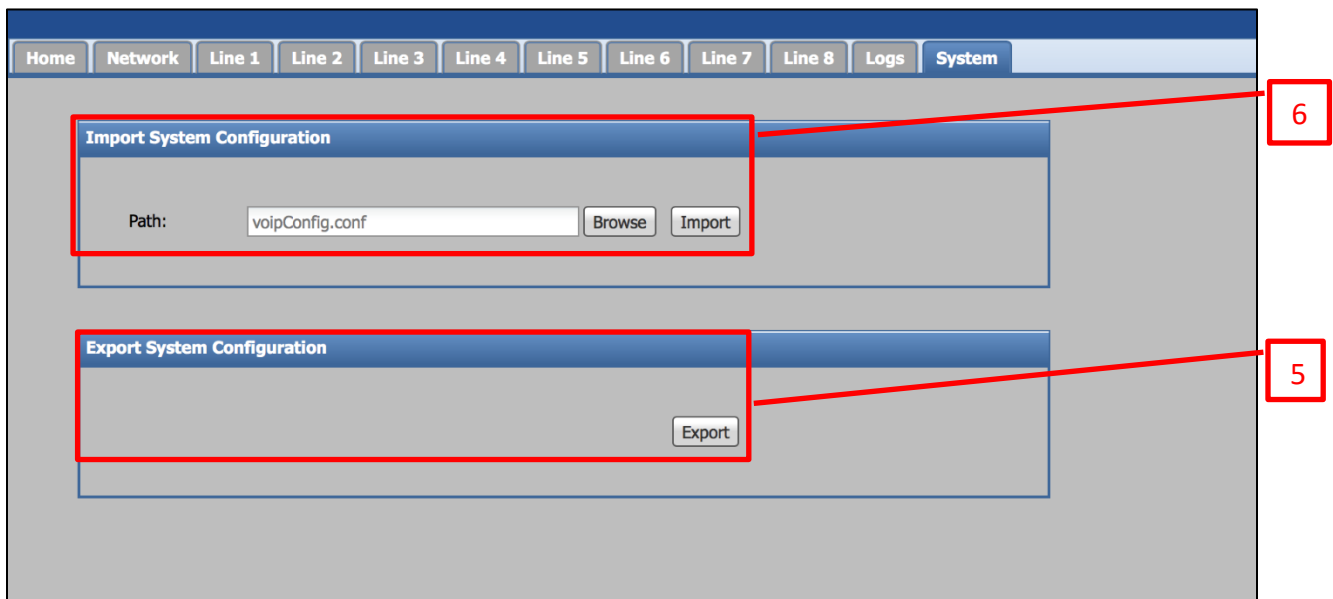 Home Network Line 1 Line 2 Line 3 Line 4 Line 5 Line 6 Line 7 Line 8 Logs System
6
Import System Configuration
Path: voipConfig.conf Browse Import
Export System Configuration
5
Export